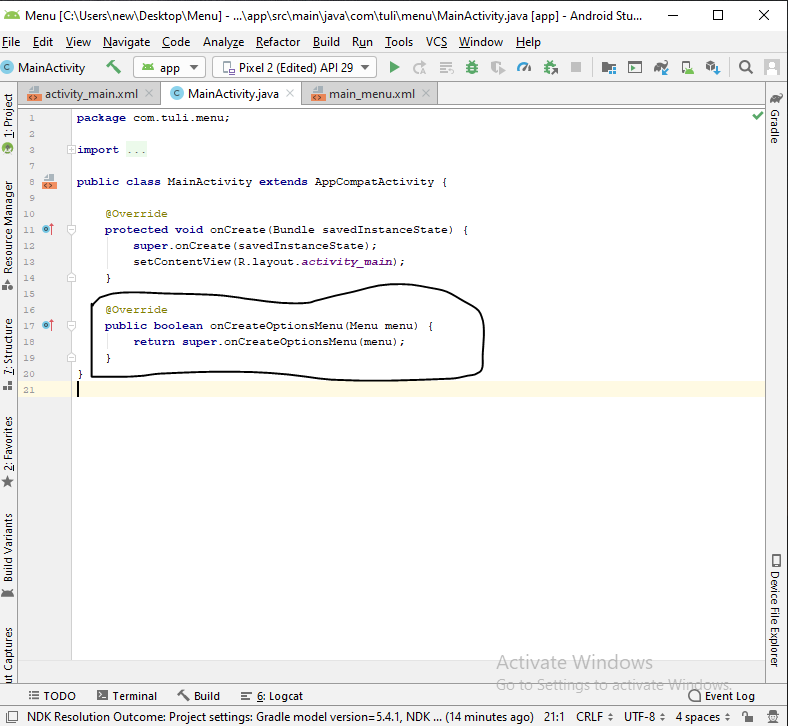 Menu [C:\Users\new\Desktop\Menu] - ...\app\src\main\java\com\tuli\menu\MainActivity.java [app] - Android Stu...
File Edit View Navigate Code Analyze Refactor Build Run Tools VCS Window Help
MainActivity app Pixel 2 (Edited) API 29
activity_main.xml MainActivity.java main_menu.xml
1: Project
Resource Manager
7: Structure
2: Favorites
Build Variants
ut Captures
1 package com.tuli.menu;
2
3 import ...
7
8 public class MainActivity extends AppCompatActivity {
9
10 @Override
11 protected void onCreate(Bundle savedInstanceState) {
12 super.onCreate(savedInstanceState);
13 setContentView(R.layout.activity_main);
14 }
15
16 @Override
17 public boolean onCreateOptionsMenu(Menu menu) {
18 return super.onCreateOptionsMenu(menu);
19 }
20 }
21
Gradle
Device File Explorer
Activate Windows
Go to Settings to activate Windows.
TODO Terminal Build 6: Logcat Event Log
NDK Resolution Outcome: Project settings: Gradle model version=5.4.1, NDK ... (14 minutes ago) 21:1 CRLF UTF-8 4 spaces